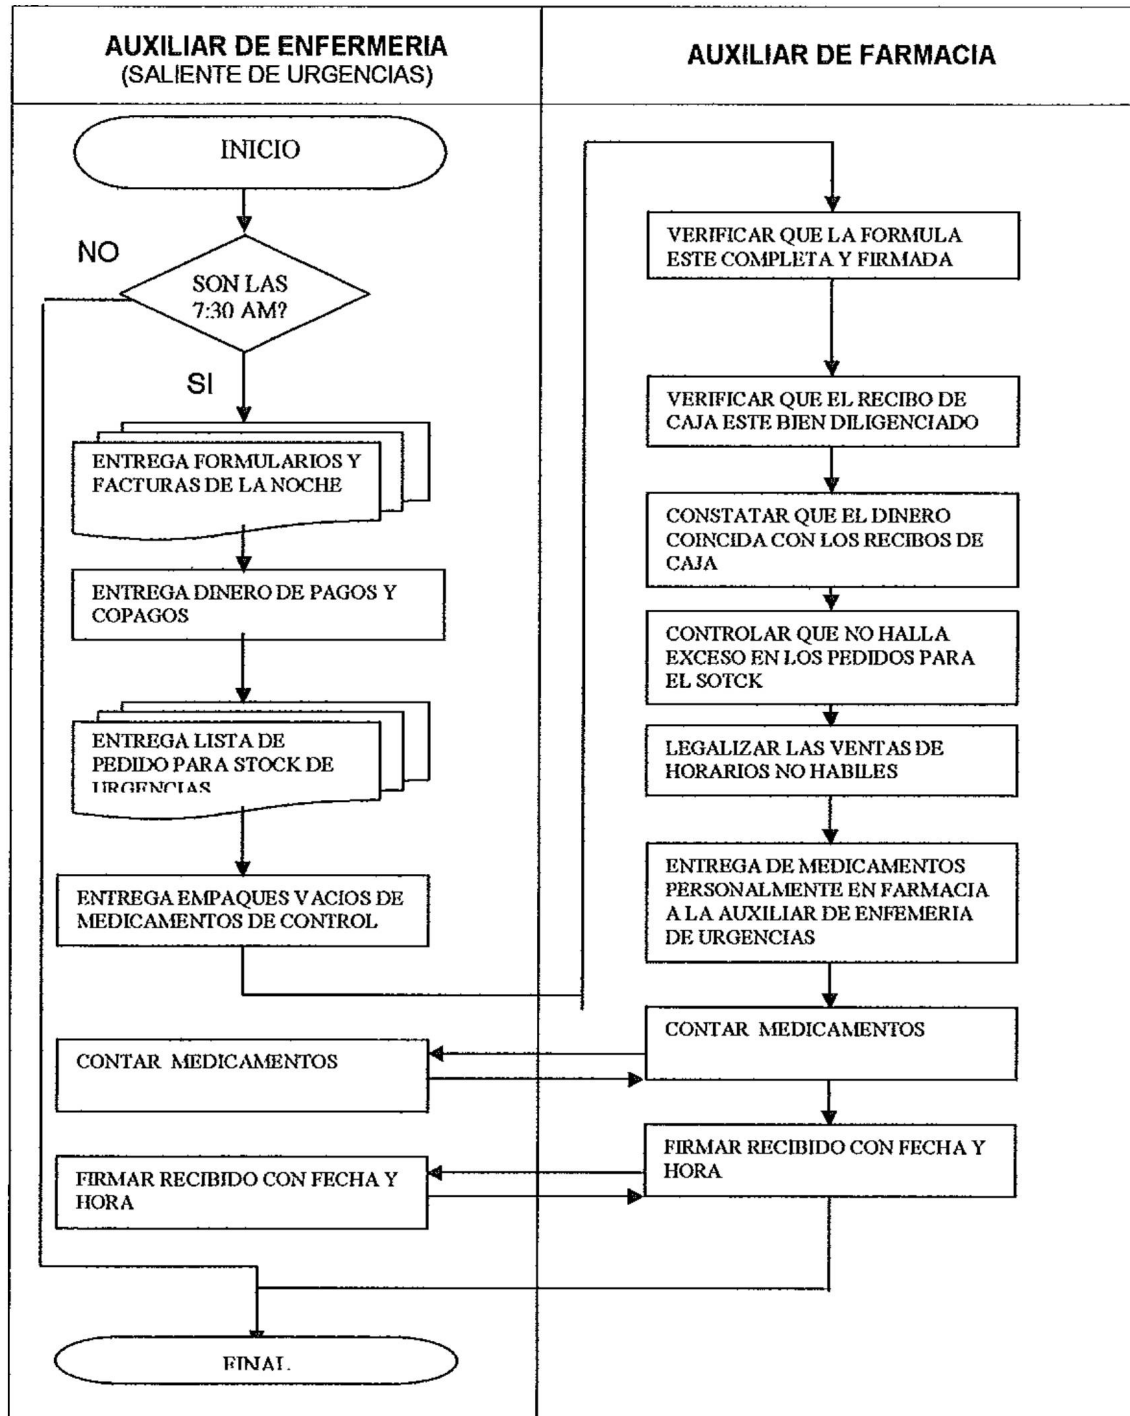 AUXILIAR DE ENFERMERIA
(SALIENTE DE URGENCIAS)
AUXILIAR DE FARMACIA
INICIO
NO
SON LAS
7:30 AM?
SI
ENTREGA FORMULARIOS Y
FACTURAS DE LA NOCHE
ENTREGA DINERO DE PAGOS Y
COPAGOS
ENTREGA LISTA DE
PEDIDO PARA STOCK DE
URGENCIAS
ENTREGA EMPAQUES VACIOS DE
MEDICAMENTOS DE CONTROL
CONTAR MEDICAMENTOS
FIRMAR RECIBIDO CON FECHA Y
HORA
FINAL
VERIFICAR QUE LA FORMULA
ESTE COMPLETA Y FIRMADA
VERIFICAR QUE EL RECIBO DE
CAJA ESTE BIEN DILIGENCIADO
CONSTATAR QUE EL DINERO
COINCIDA CON LOS RECIBOS DE
CAJA
CONTROLAR QUE NO HALLA
EXCESO EN LOS PEDIDOS PARA
EL SOTCK
LEGALIZAR LAS VENTAS DE
HORARIOS NO HABILES
ENTREGA DE MEDICAMENTOS
PERSONALMENTE EN FARMACIA
A LA AUXILIAR DE ENFEMERIA
DE URGENCIAS
CONTAR MEDICAMENTOS
FIRMAR RECIBIDO CON FECHA Y
HORA